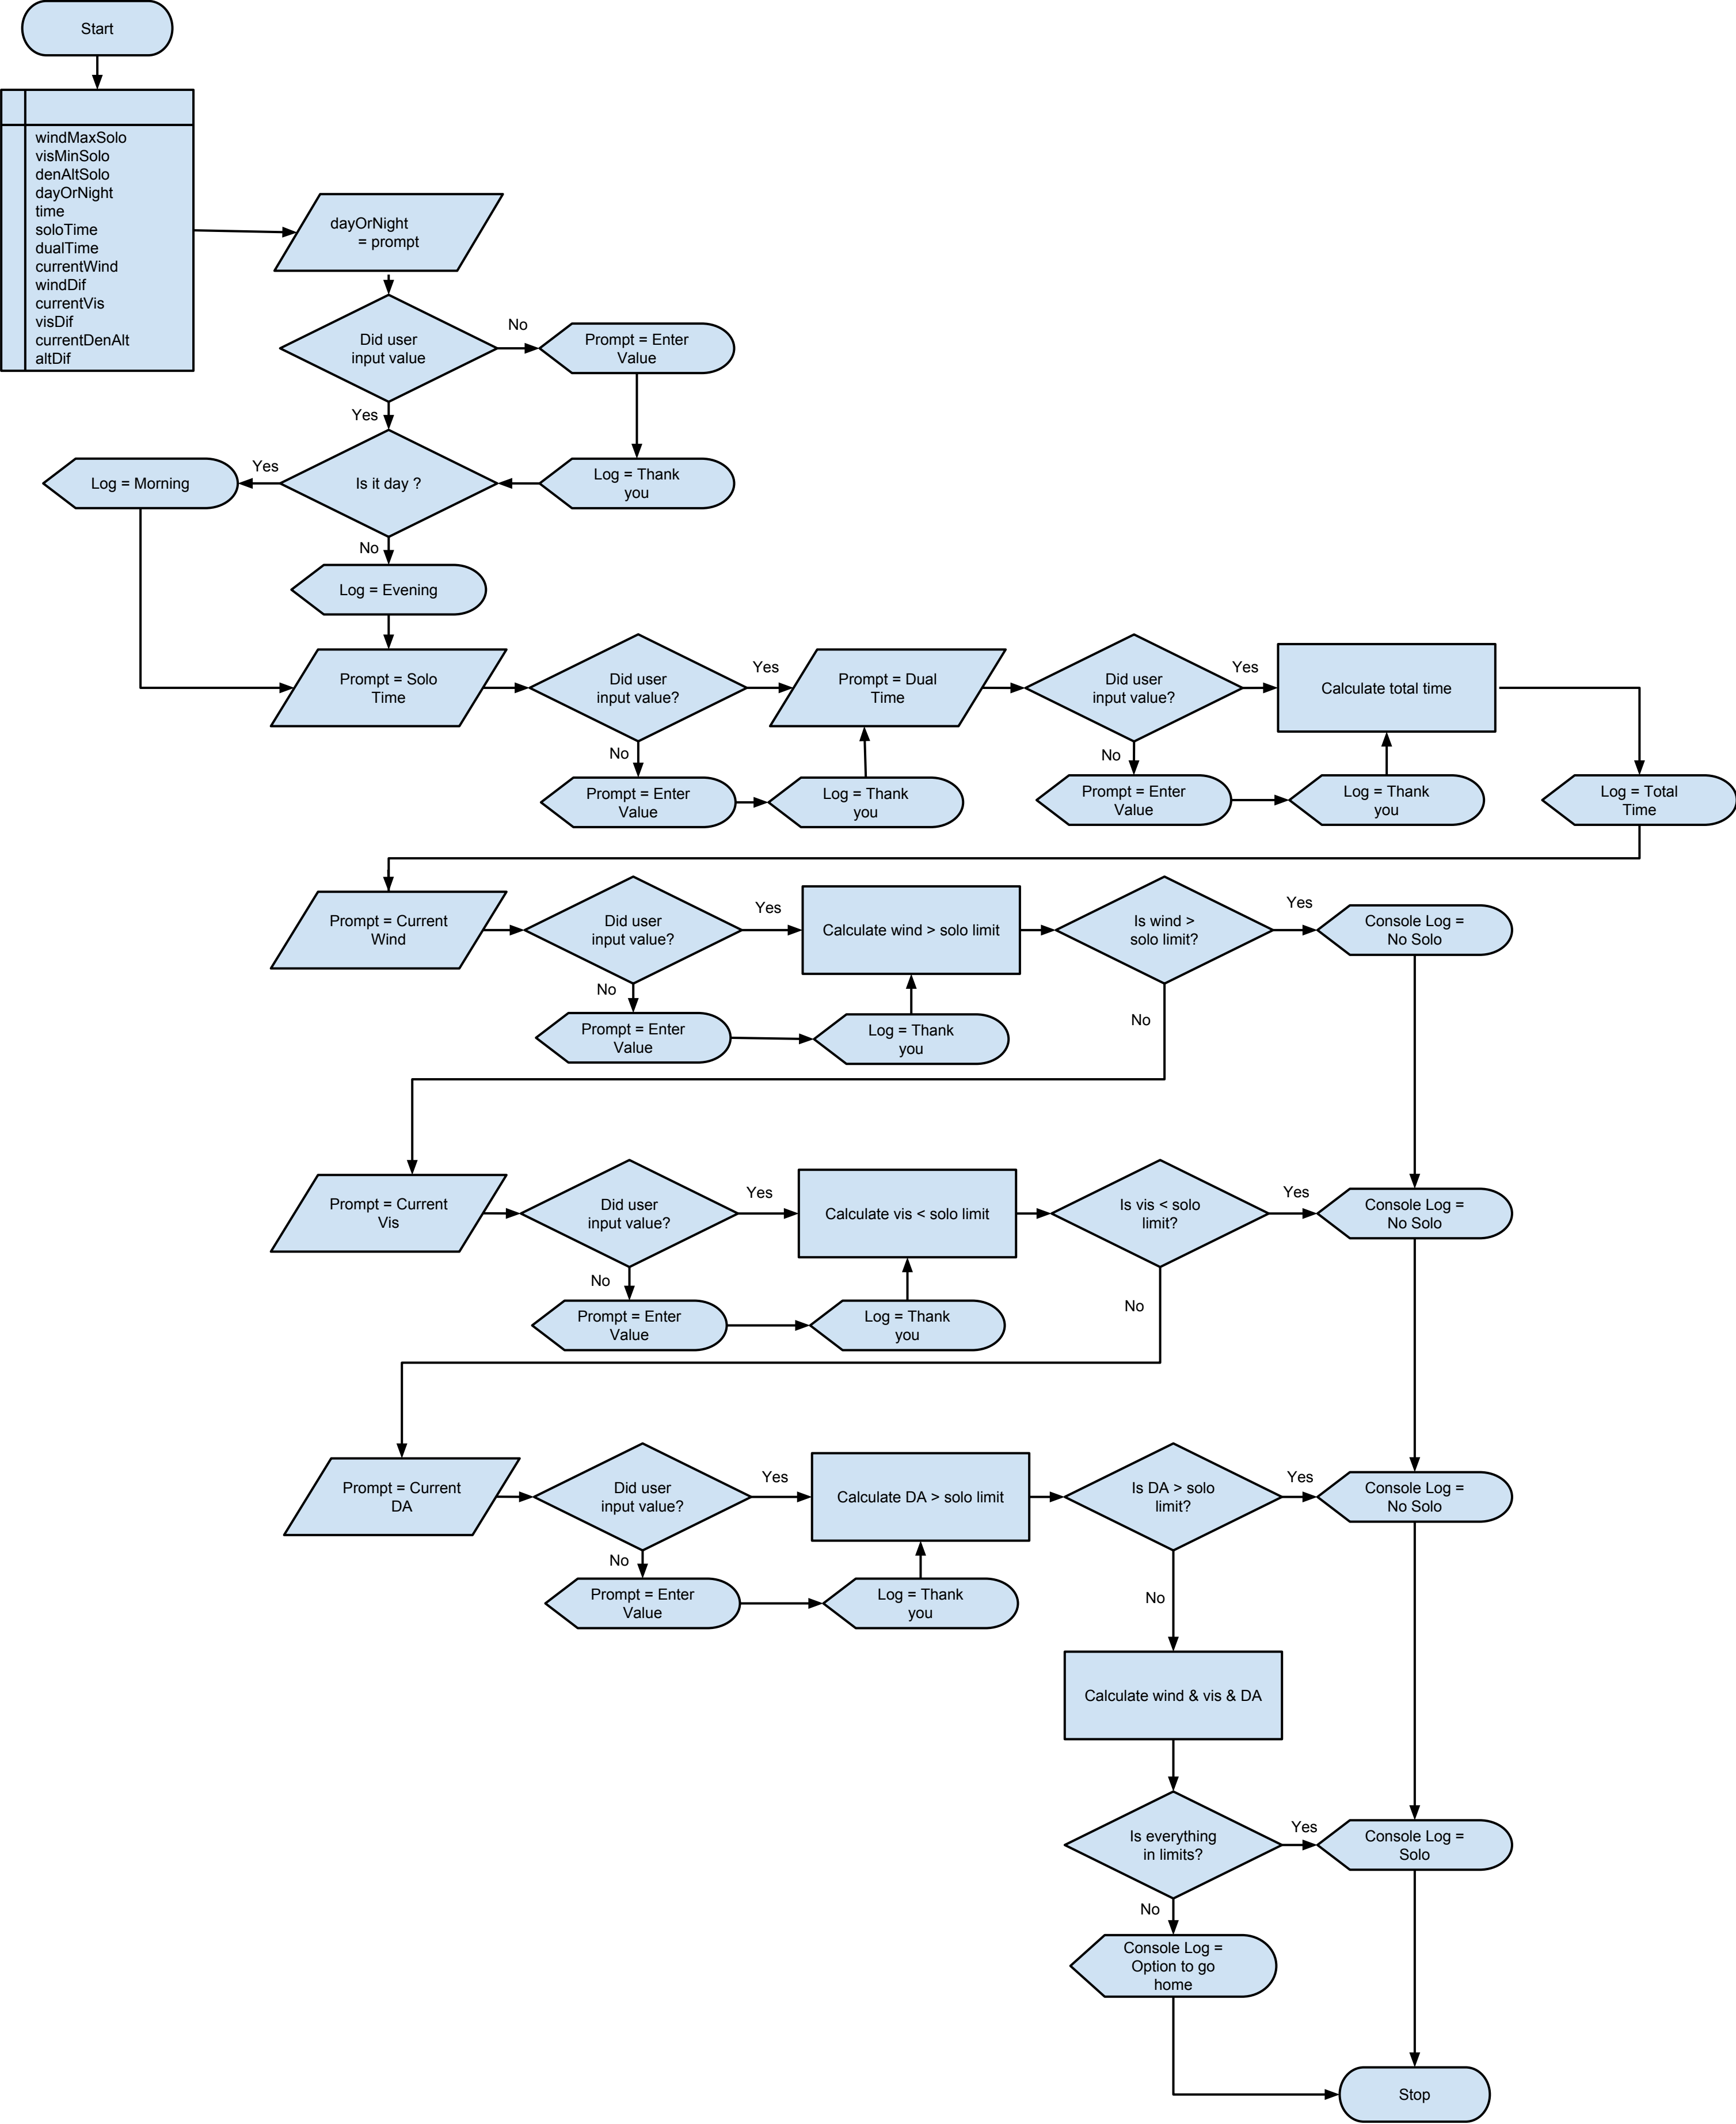 Start
windMaxSolo
visMinSolo
denAltSolo
dayOrNight
time
soloTime
dualTime
currentWind
windDif
currentVis
visDif
currentDenAlt
altDif
dayOrNight
= prompt
Did user
input value
No
Prompt = Enter
Value
Yes
Log = Morning
Yes
Is it day ?
Log = Thank
you
No
Log = Evening
Prompt = Solo
Time
Did user
input value?
Yes
Prompt = Dual
Time
Did user
input value?
Yes
Calculate total time
No
Prompt = Enter
Value
Log = Thank
you
No
Prompt = Enter
Value
Log = Thank
you
Log = Total
Time
Prompt = Current
Wind
Did user
input value?
Yes
Calculate wind > solo limit
Is wind >
solo limit?
Yes
Console Log =
No Solo
No
Prompt = Enter
Value
Log = Thank
you
No
Prompt = Current
Vis
Did user
input value?
Yes
Calculate vis < solo limit
Is vis < solo
limit?
Yes
Console Log =
No Solo
No
Prompt = Enter
Value
Log = Thank
you
No
Prompt = Current
DA
Did user
input value?
Yes
Calculate DA > solo limit
Is DA > solo
limit?
Yes
Console Log =
No Solo
No
Prompt = Enter
Value
Log = Thank
you
No
Calculate wind & vis & DA
Is everything
in limits?
Yes
Console Log =
Solo
No
Console Log =
Option to go
home
Stop